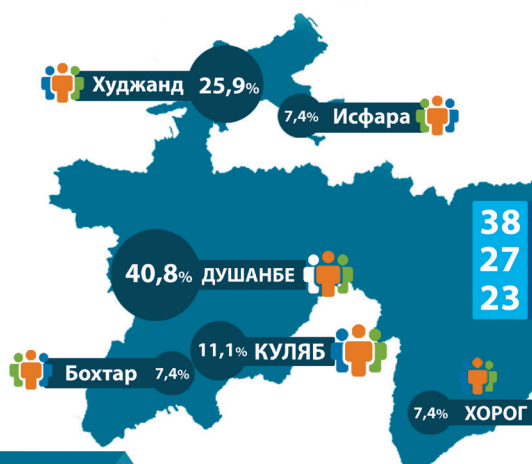 Худжанд 25,9%
7,4% Исфара
38
27
23
40,8% ДУШАНБЕ
11,1% КУЛЯБ
Бохтар 7,4%
7,4% ХОРОГ